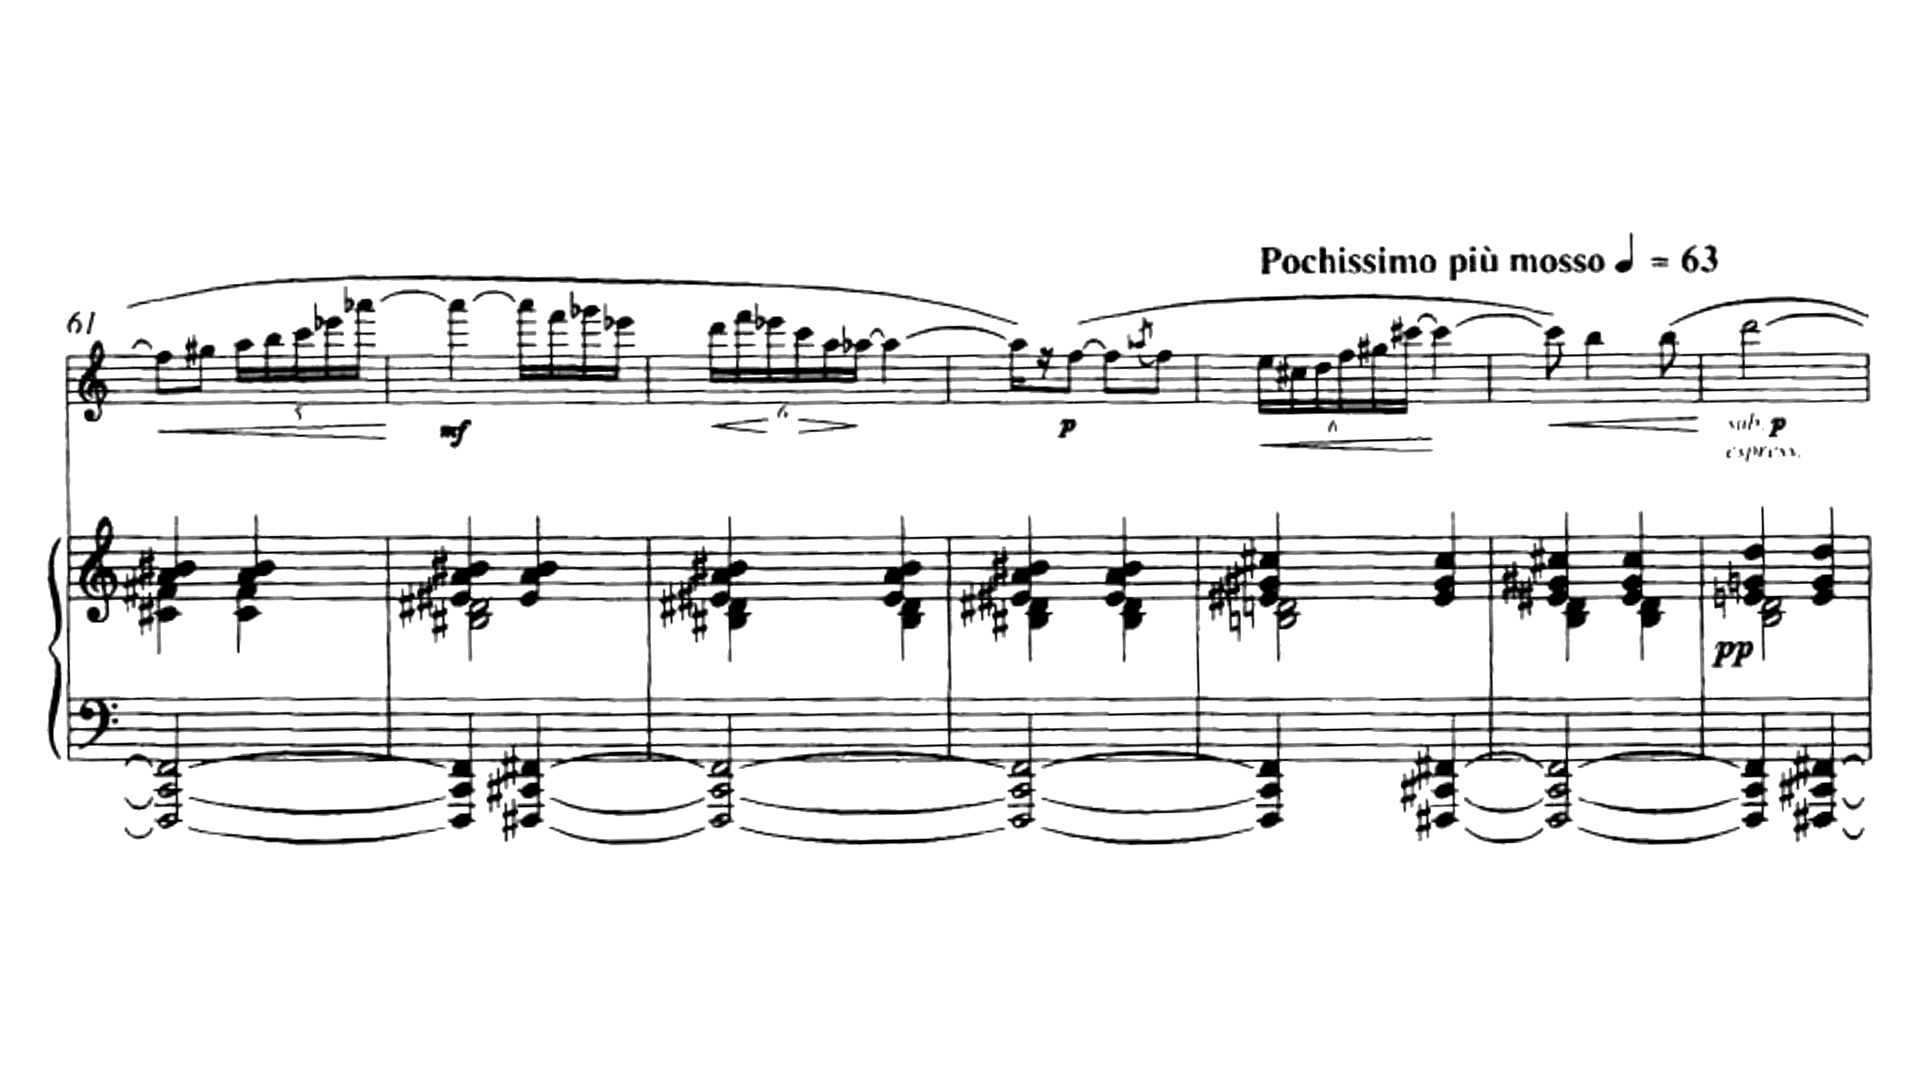 Pochissimo più mosso ♩ = 63
61
5
mf
6
p
6
sub. p
espress.
pp